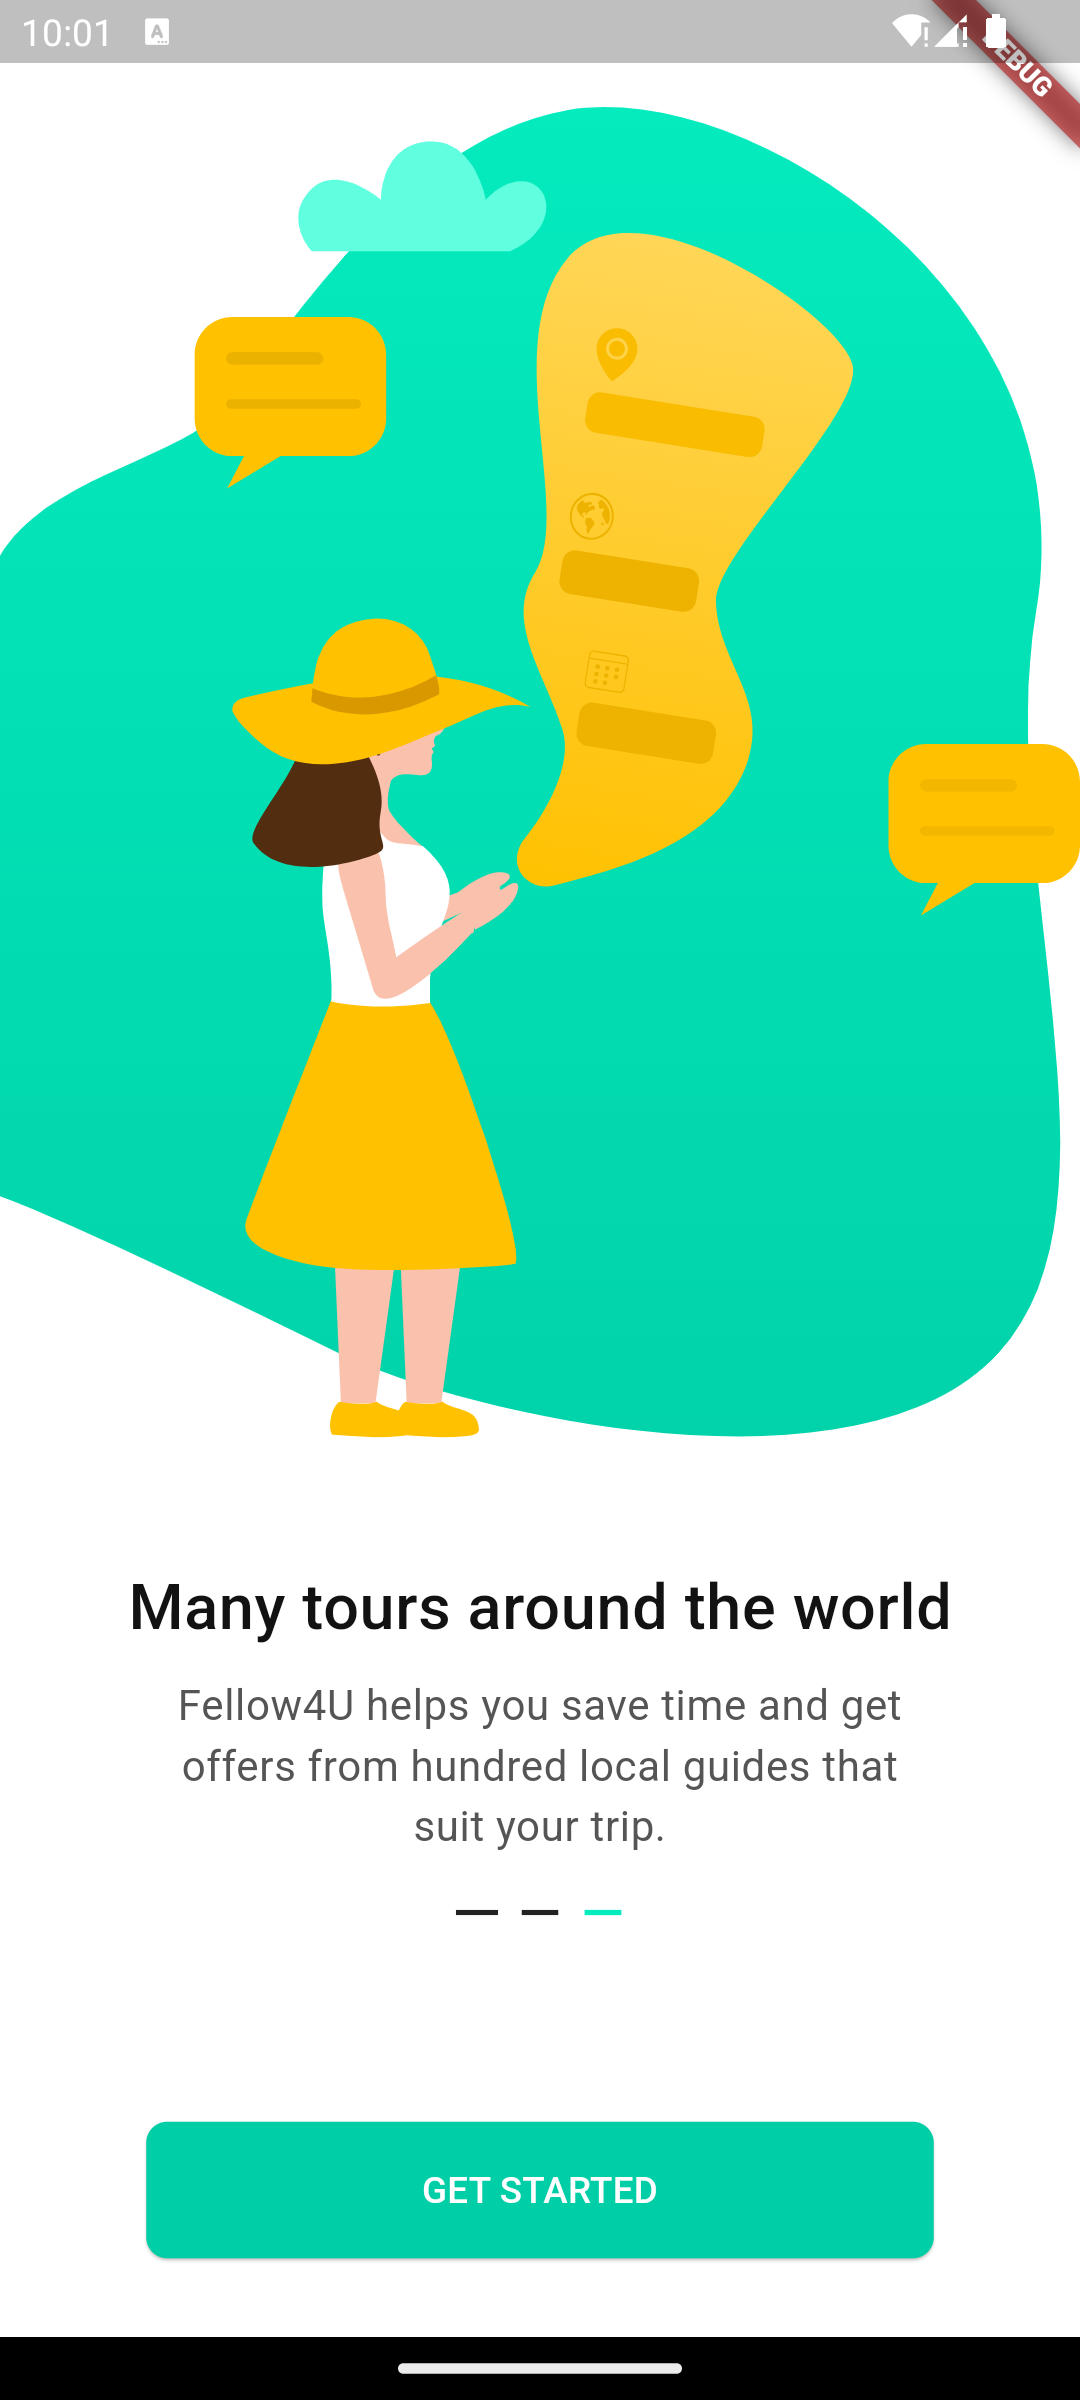 10:01
DEBUG
Many tours around the world
Fellow4U helps you save time and get
offers from hundred local guides that
suit your trip.
GET STARTED